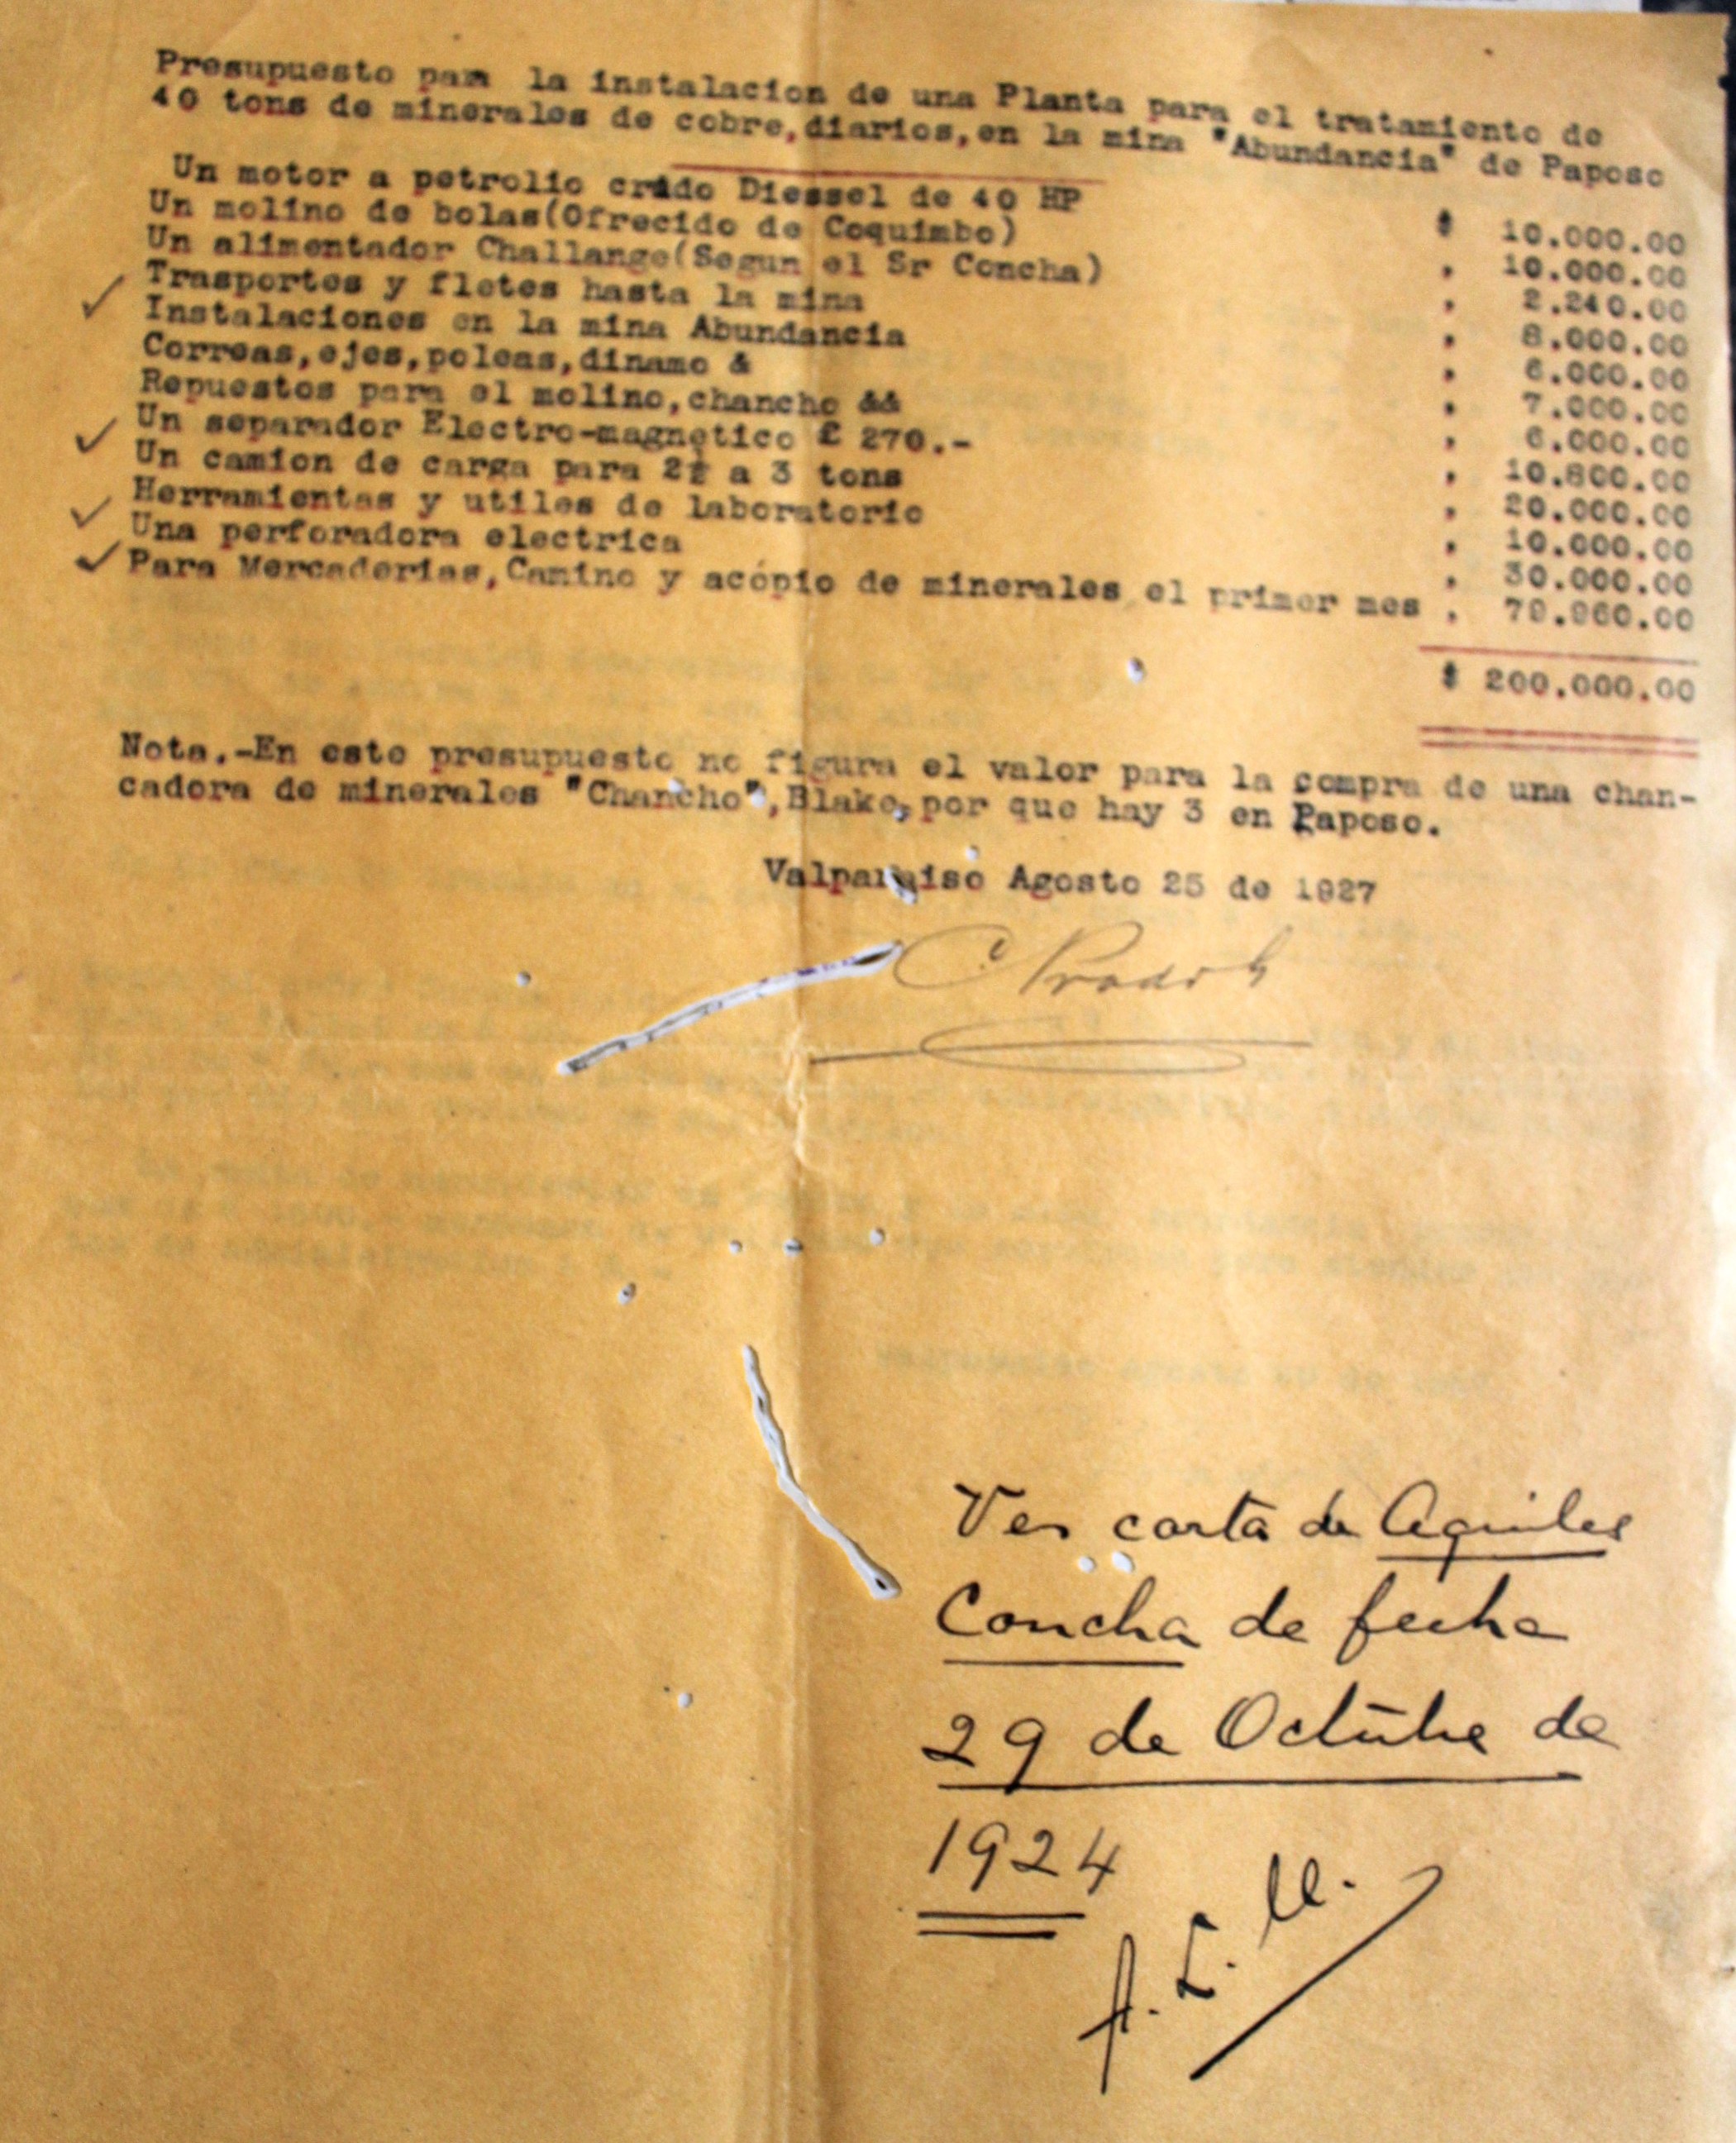 Presupuesto para la instalacion de una Planta para el tratamiento de
40 tons de minerales de cobre,diarios,en la mina "Abundancia" de Paposo
Un motor a petrolio crudo Diessel de 40 HP $ 10.000.00
Un molino de bolas(Ofrecido de Coquimbo) , 10.000.00
Un alimentador Challange(Segun el Sr Concha) , 2.240.00
Trasportes y fletes hasta la mina , 8.000.00
Instalaciones en la mina Abundancia , 6.000.00
Correas,ejes,poleas,dinamo & , 7.000.00
Repuestos para el molino,chancho && , 6.000.00
Un separador Electro-magnetico £ 270.- , 10.800.00
Un camion de carga para 2½ a 3 tons , 20.000.00
Herramientas y utiles de laboratorio , 10.000.00
Una perforadora electrica , 30.000.00
Para Mercaderias,Camino y acópio de minerales el primer mes , 79.960.00
$ 200.000.00
Nota.-En este presupuesto no figura el valor para la compra de una chan-
cadora de minerales "Chancho",Blake,por que hay 3 en Paposo.
Valparaiso Agosto 25 de 1927
Ver carta de Aquiles
Concha de fecha
29 de Octubre de
1924